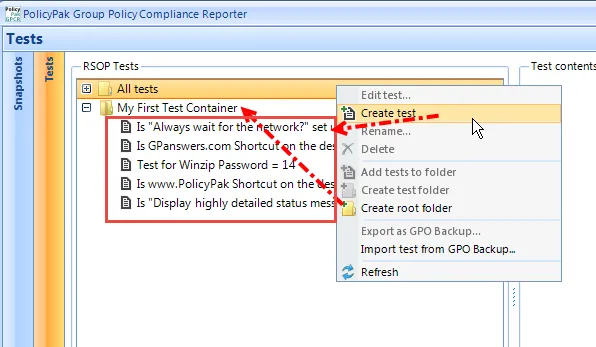 PolicyPak
GPCR
PolicyPak Group Policy Compliance Reporter
Tests
Snapshots
Tests
RSOP Tests
Test contents
All tests
My First Test Container
Is "Always wait for the network?" set u
Is GPanswers.com Shortcut on the des
Test for Winzip Password = 14
Is www.PolicyPak Shortcut on the des
Is "Display highly detailed status mess
Edit test...
Create test
Rename...
Delete
Add tests to folder
Create test folder
Create root folder
Export as GPO Backup...
Import test from GPO Backup...
Refresh